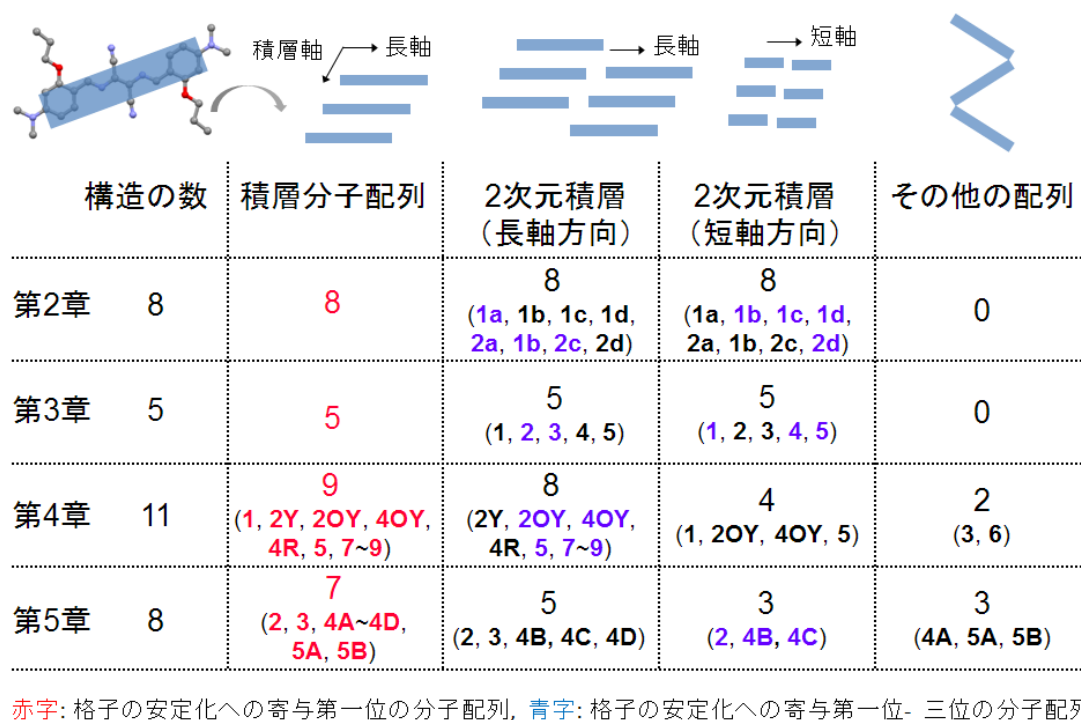 積層軸
長軸
長軸
短軸
構造の数 積層分子配列 2次元積層 2次元積層 その他の配列
（長軸方向） （短軸方向）
第2章 8 8 8 8 0
(1a, 1b, 1c, 1d, (1a, 1b, 1c, 1d,
2a, 1b, 2c, 2d) 2a, 1b, 2c, 2d)
第3章 5 5 5 5 0
(1, 2, 3, 4, 5) (1, 2, 3, 4, 5)
第4章 11 9 8 4 2
(1, 2Y, 2OY, 4OY, (2Y, 2OY, 4OY, (1, 2OY, 4OY, 5) (3, 6)
4R, 5, 7~9) 4R, 5, 7~9)
第5章 8 7 5 3 3
(2, 3, 4A~4D, (2, 3, 4B, 4C, 4D) (2, 4B, 4C) (4A, 5A, 5B)
5A, 5B)
赤字: 格子の安定化への寄与第一位の分子配列, 青字: 格子の安定化への寄与第一位- 三位の分子配列